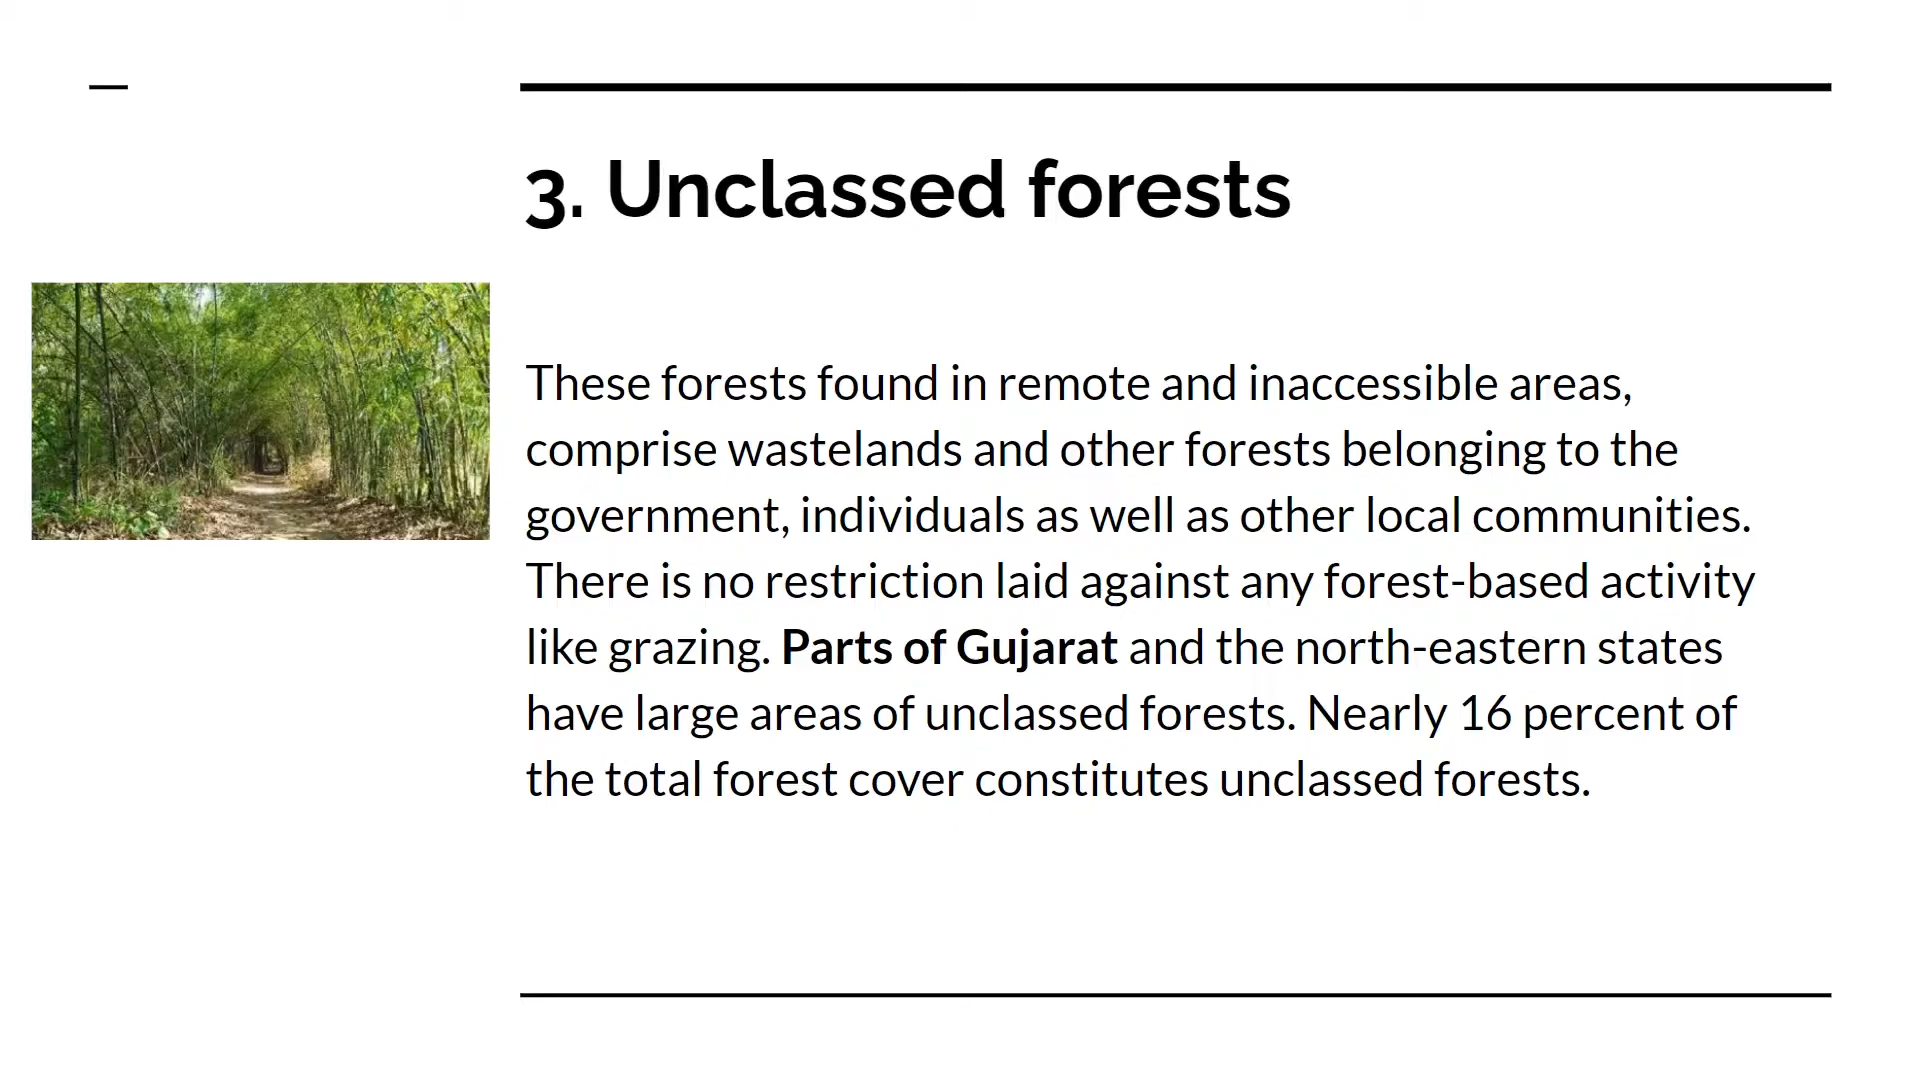 3. Unclassed forests
These forests found in remote and inaccessible areas,
comprise wastelands and other forests belonging to the
government, individuals as well as other local communities.
There is no restriction laid against any forest-based activity
like grazing. Parts of Gujarat and the north-eastern states
have large areas of unclassed forests. Nearly 16 percent of
the total forest cover constitutes unclassed forests.